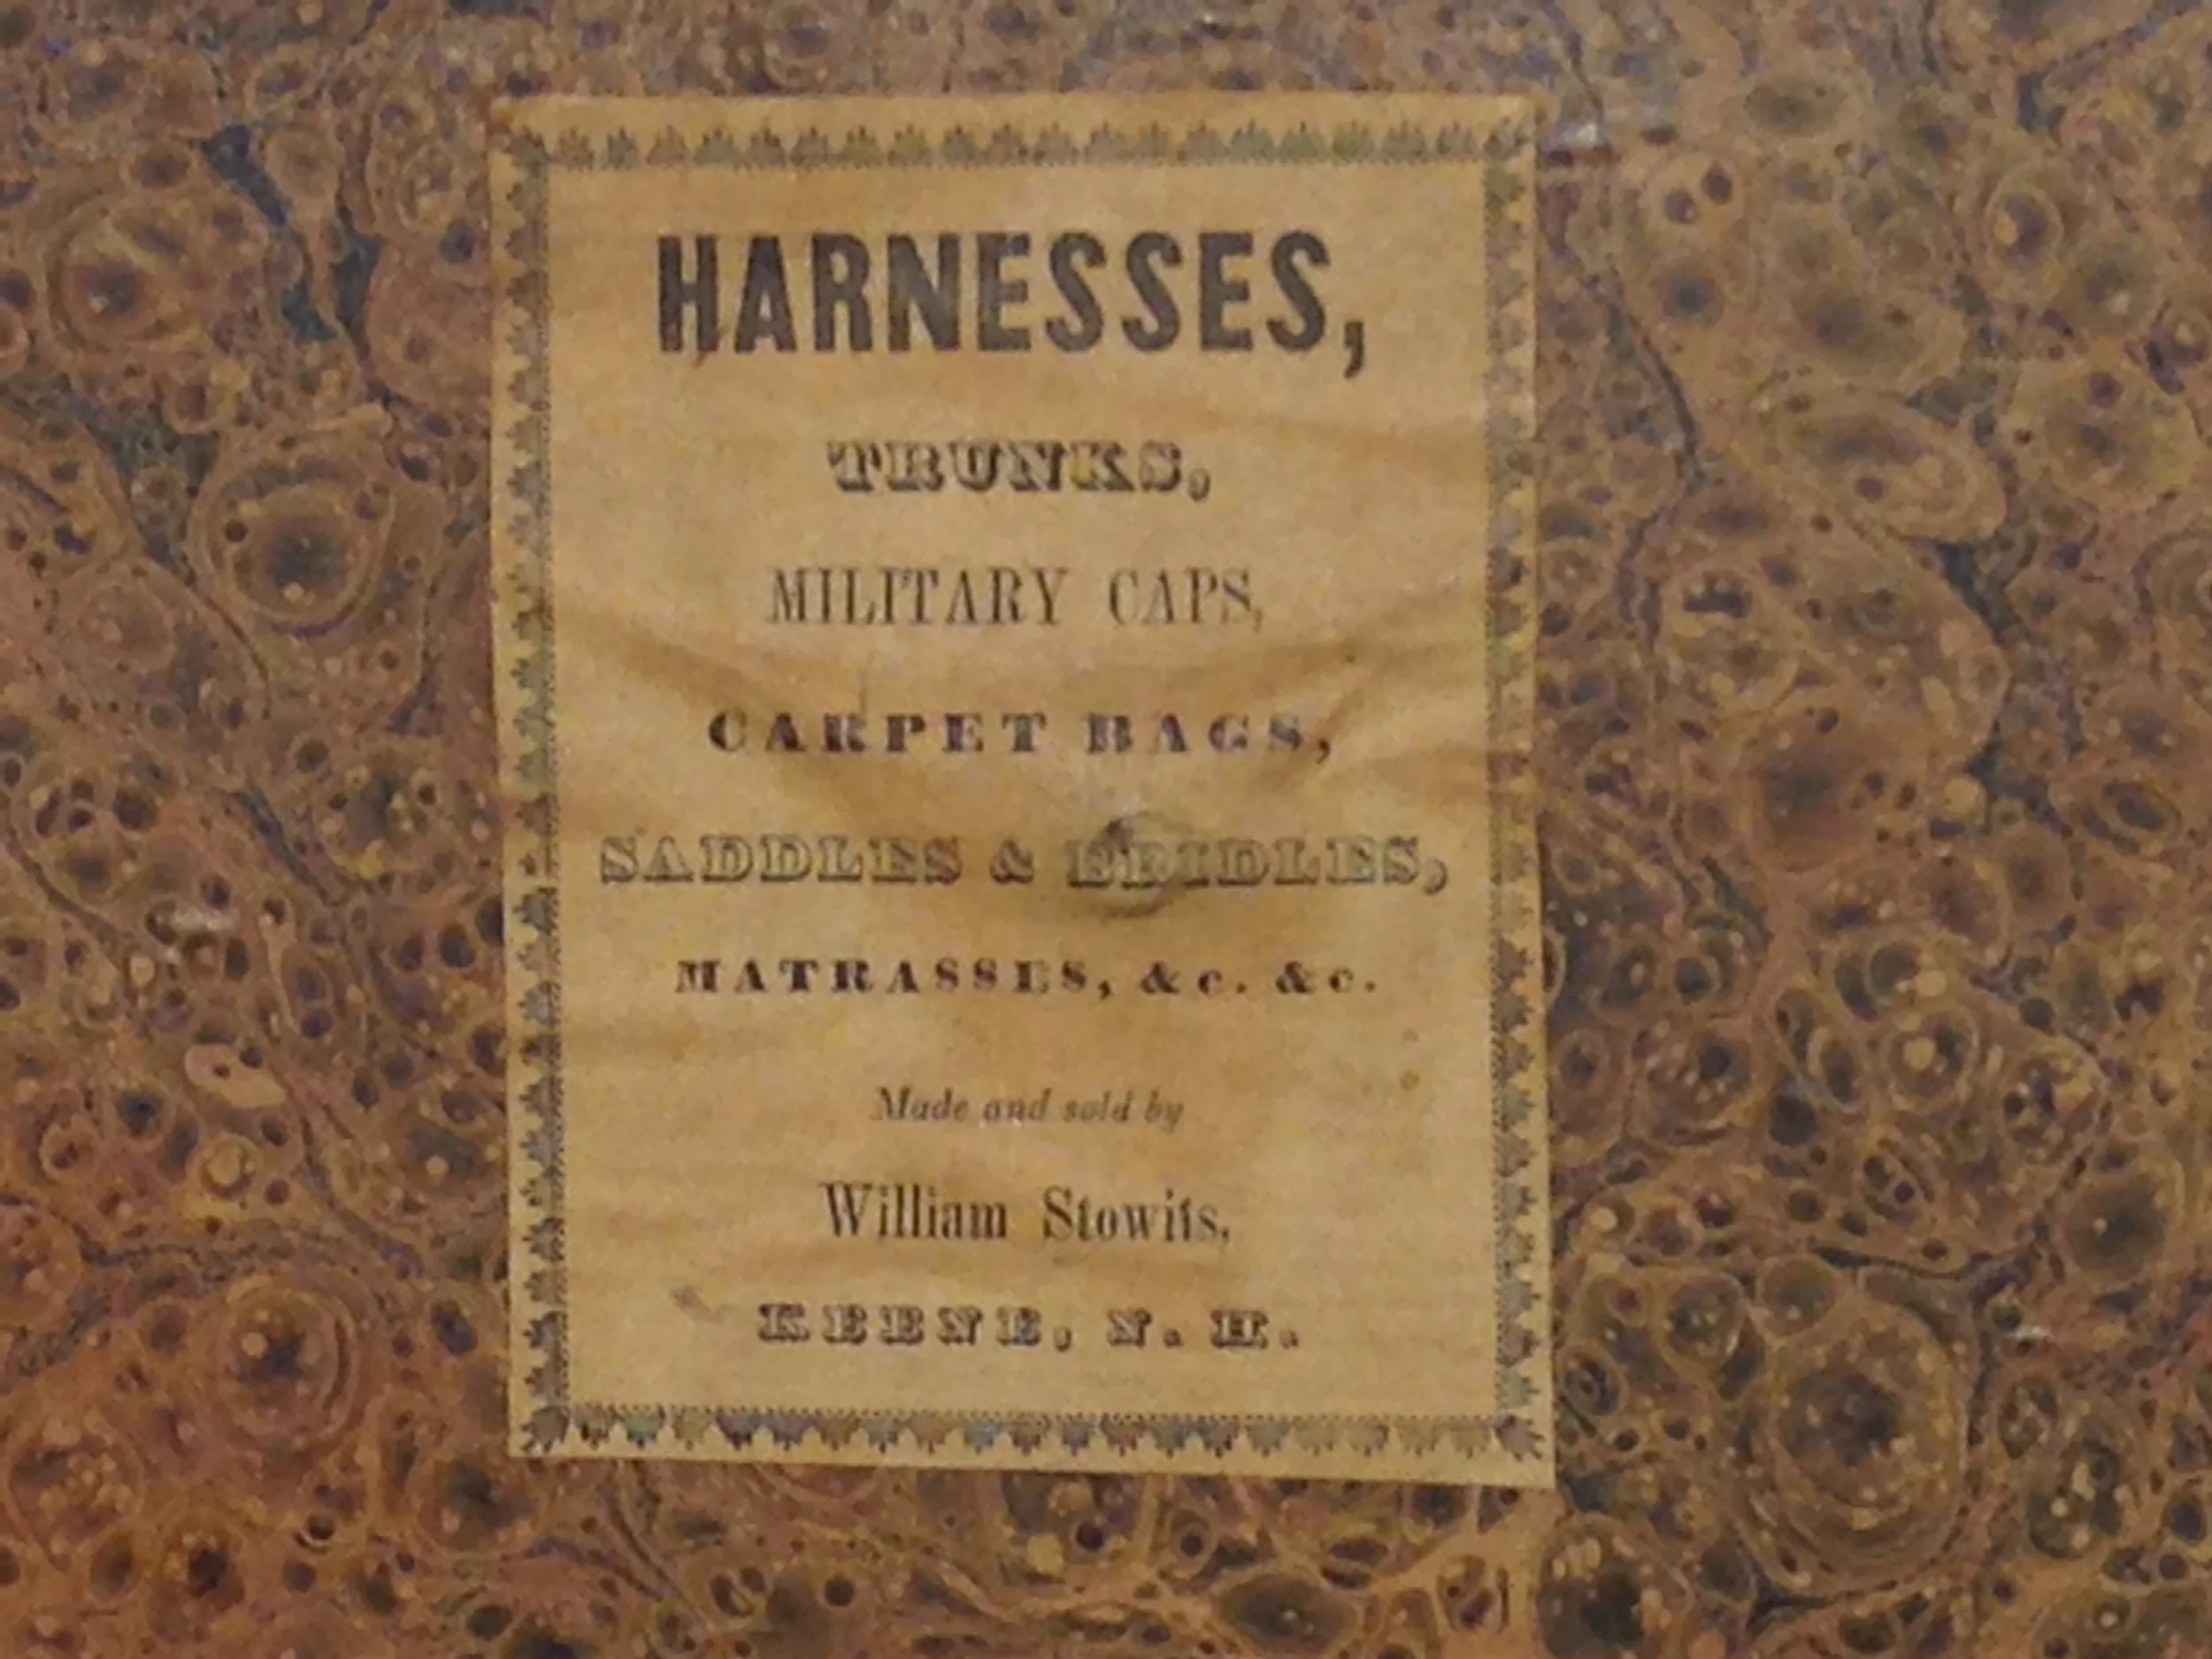 HARNESSES,
TRUNKS,
MILITARY CAPS,
CARPET BAGS,
SADDLES & BRIDLES,
MATRASSES, &c. &c.
Made and sold by
William Stowits,
KEENE, N. H.